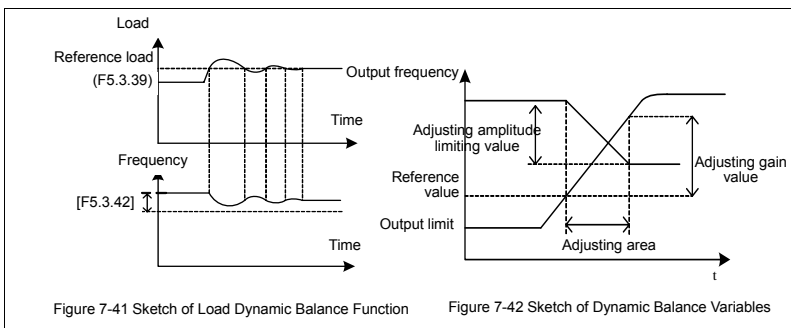 Load
Reference load
(F5.3.39)
Time
Frequency
[F5.3.42]
Time
Figure 7-41 Sketch of Load Dynamic Balance Function
Output frequency
Adjusting amplitude
limiting value
Reference
value
Output limit
Adjusting gain
value
Adjusting area
t
Figure 7-42 Sketch of Dynamic Balance Variables